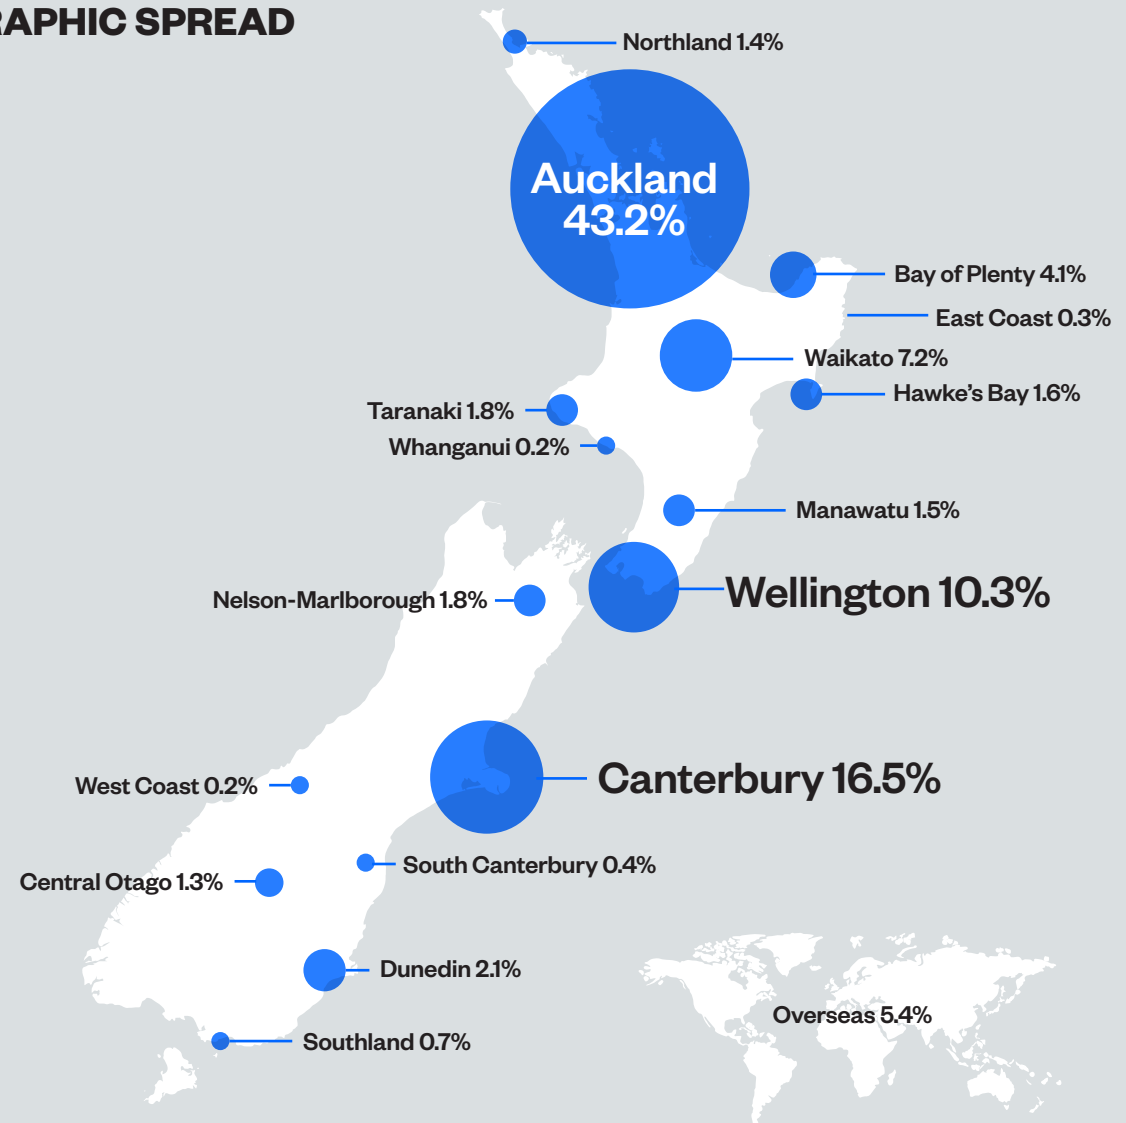 RAPHIC SPREAD
Northland 1.4%
Auckland
43.2%
Bay of Plenty 4.1%
East Coast 0.3%
Waikato 7.2%
Hawke's Bay 1.6%
Taranaki 1.8%
Whanganui 0.2%
Manawatu 1.5%
Wellington 10.3%
Nelson-Marlborough 1.8%
Canterbury 16.5%
West Coast 0.2%
South Canterbury 0.4%
Central Otago 1.3%
Dunedin 2.1%
Overseas 5.4%
Southland 0.7%